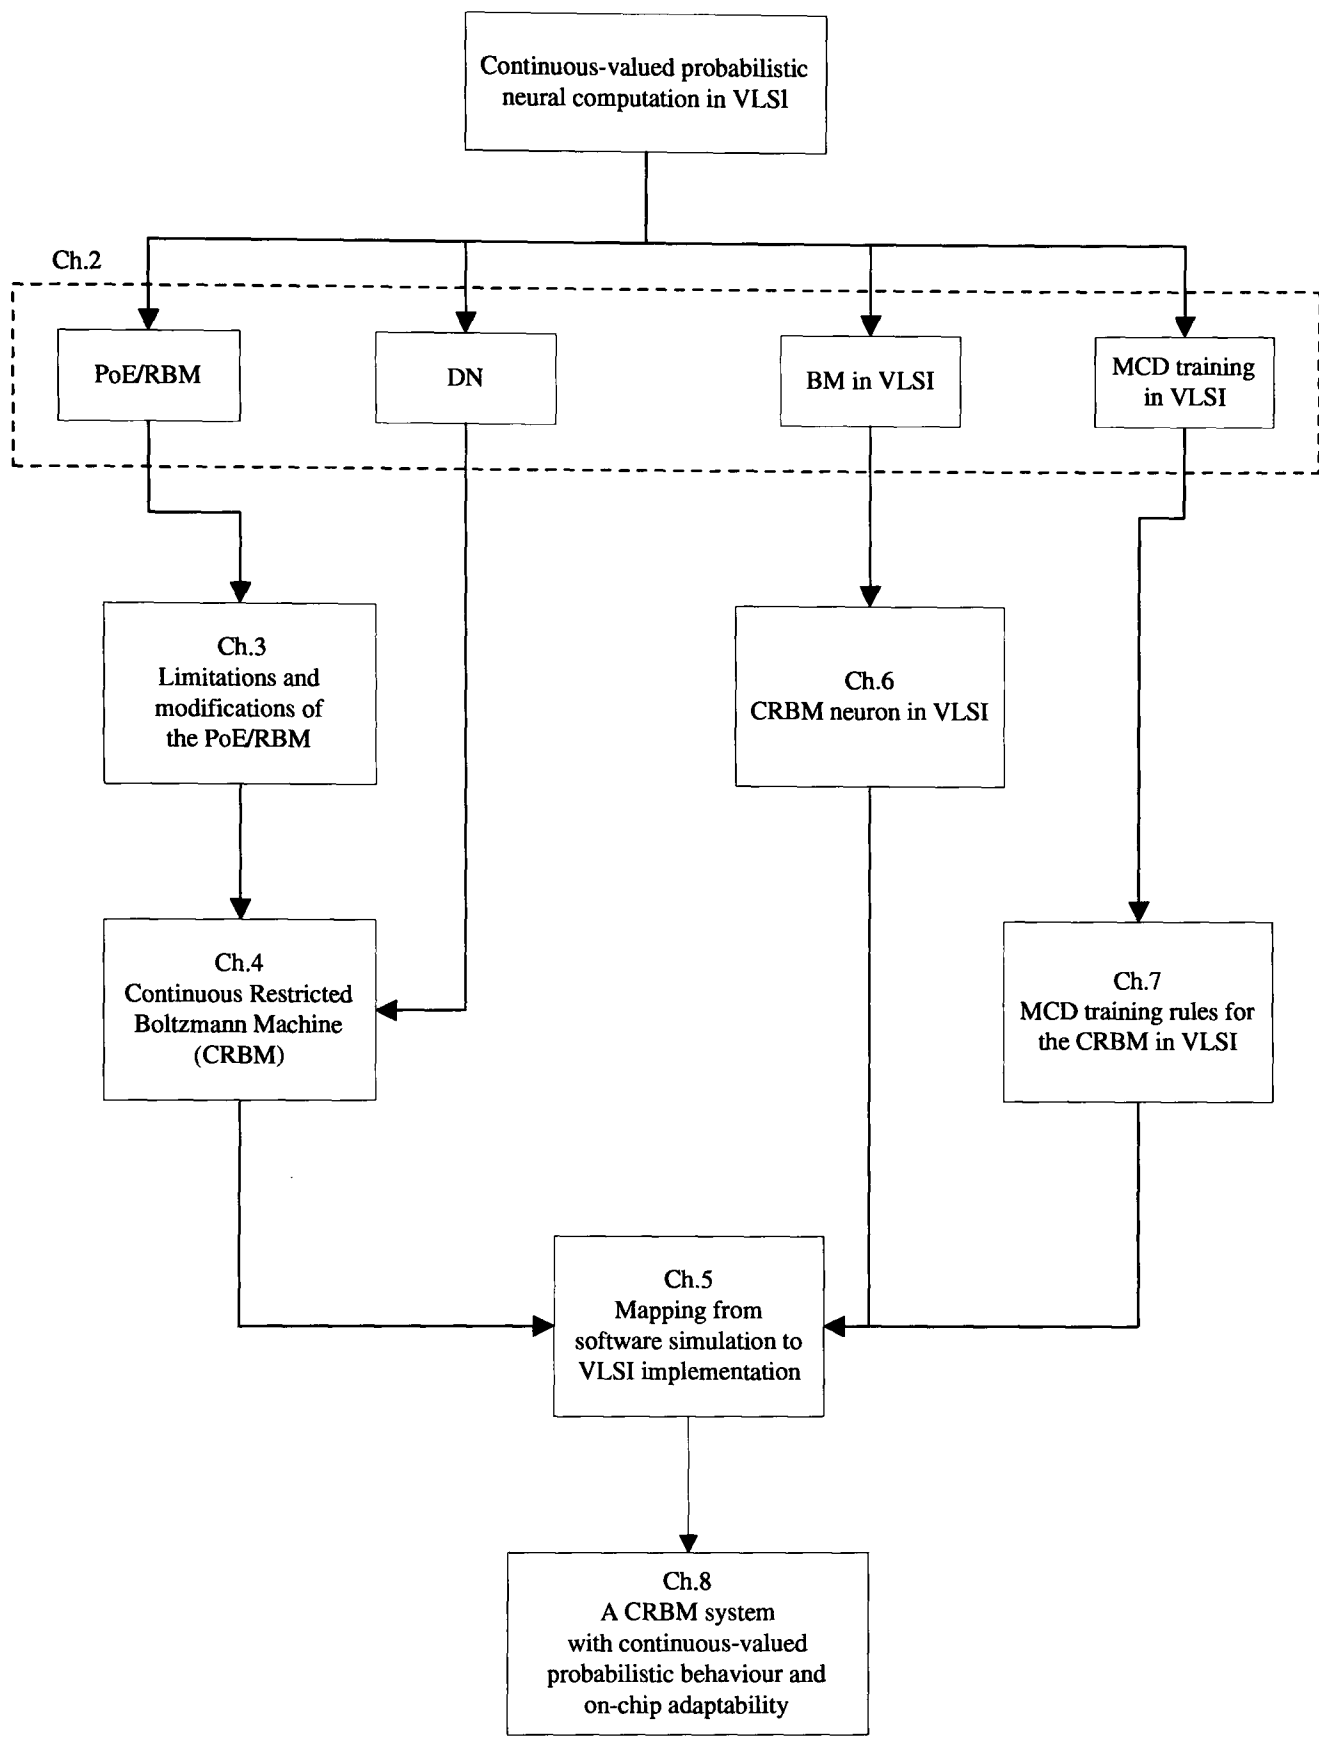 Continuous-valued probabilistic
neural computation in VLSI
Ch.2
PoE/RBM
DN
BM in VLSI
MCD training
in VLSI
Ch.3
Limitations and
modifications of
the PoE/RBM
Ch.6
CRBM neuron in VLSI
Ch.4
Continuous Restricted
Boltzmann Machine
(CRBM)
Ch.7
MCD training rules for
the CRBM in VLSI
Ch.5
Mapping from
software simulation to
VLSI implementation
Ch.8
A CRBM system
with continuous-valued
probabilistic behaviour and
on-chip adaptability